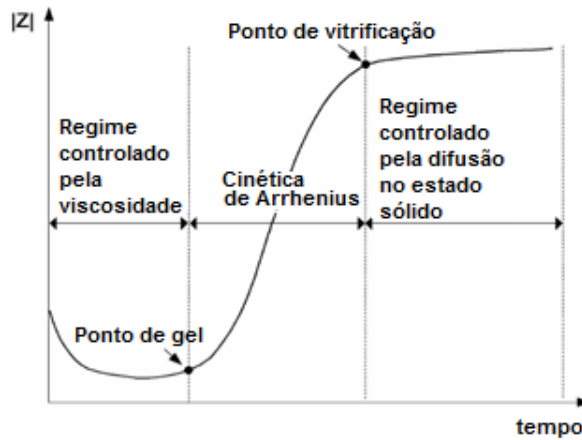 |Z|
Ponto de vitrificação
Regime
controlado
pela
viscosidade
Cinética
de Arrhenius
Regime
controlado
pela difusão
no estado
sólido
Ponto de gel
tempo